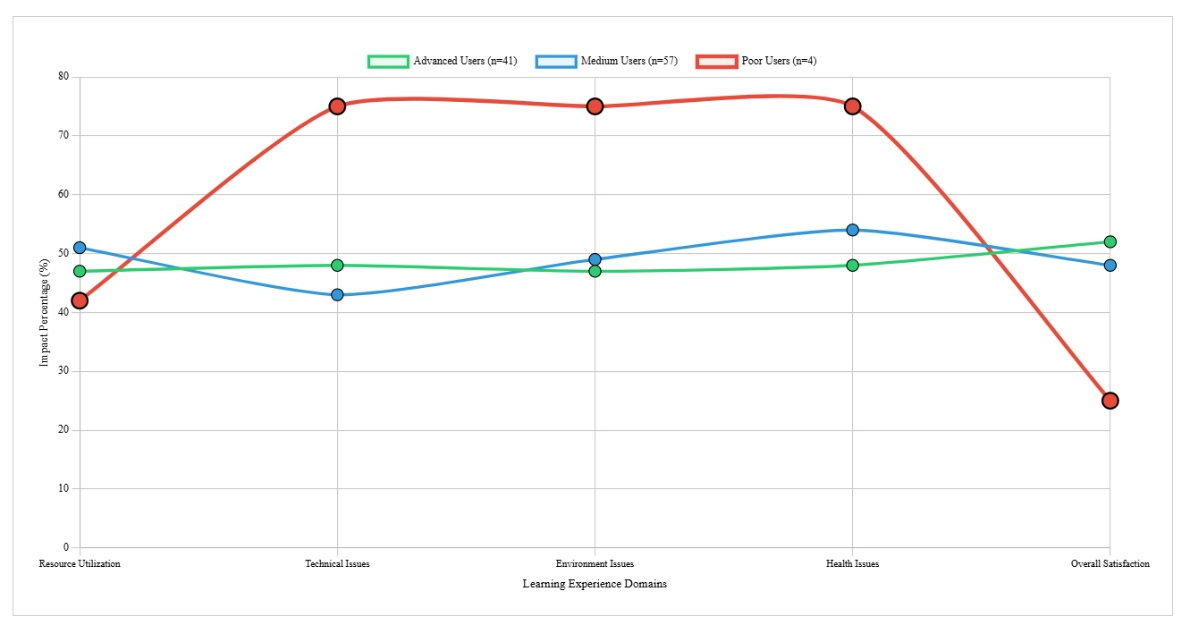 Advanced Users (n=41) Medium Users (n=57) Poor Users (n=4)
80
70
60
50
40
30
20
10
0
Impact Percentage (%)
Resource Utilization Technical Issues Environment Issues Health Issues Overall Satisfaction
Learning Experience Domains